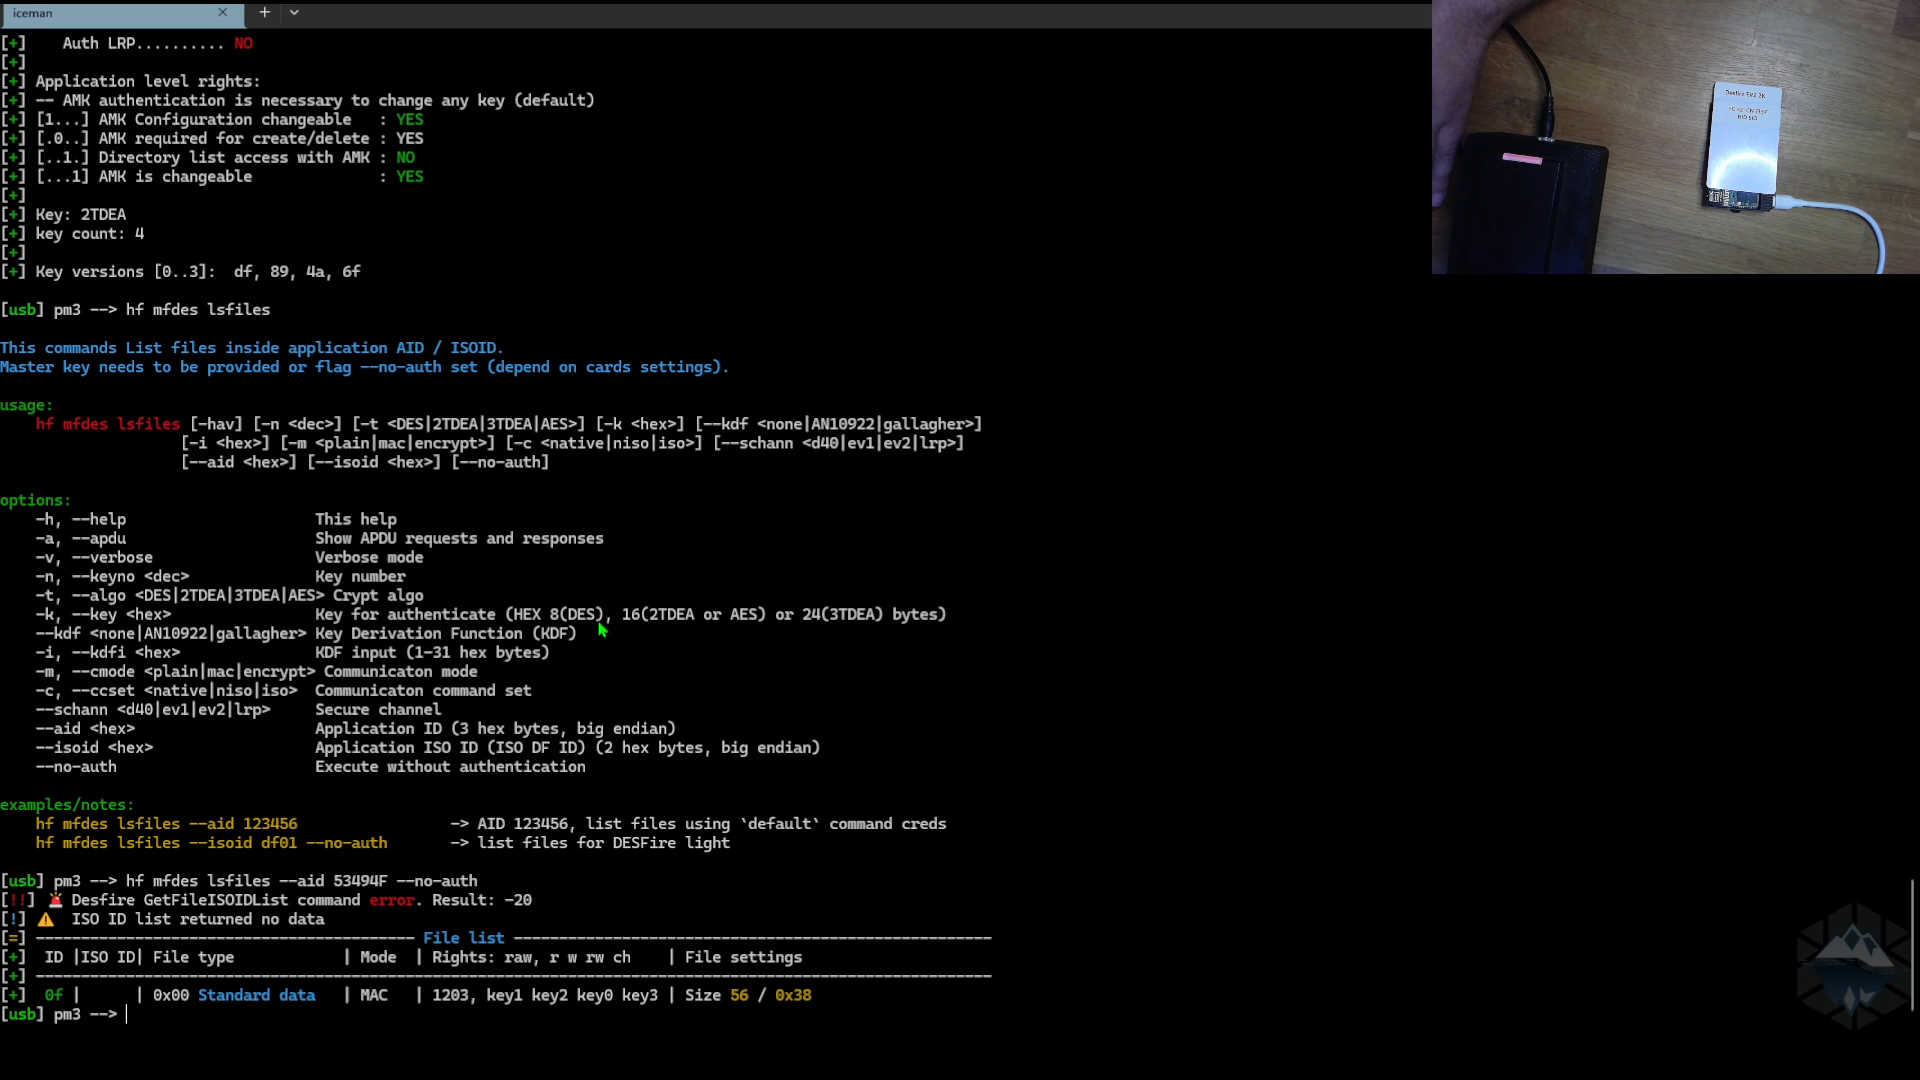 iceman
[+]    Auth LRP.......... NO
[+]
[+] Application level rights:
[+] -- AMK authentication is necessary to change any key (default)
[+] [1...] AMK Configuration changeable   : YES
[+] [.0..] AMK required for create/delete : YES
[+] [..1.] Directory list access with AMK : NO
[+] [...1] AMK is changeable              : YES
[+]
[+] Key: 2TDEA
[+] key count: 4
[+]
[+] Key versions [0..3]:  df, 89, 4a, 6f
[usb] pm3 --> hf mfdes lsfiles
This commands List files inside application AID / ISOID.
Master key needs to be provided or flag --no-auth set (depend on cards settings).
usage:
    hf mfdes lsfiles [-hav] [-n <dec>] [-t <DES|2TDEA|3TDEA|AES>] [-k <hex>] [--kdf <none|AN10922|gallagher>]
                    [-i <hex>] [-m <plain|mac|encrypt>] [-c <native|niso|iso>] [--schann <d40|ev1|ev2|lrp>]
                    [--aid <hex>] [--isoid <hex>] [--no-auth]
options:
    -h, --help                     This help
    -a, --apdu                     Show APDU requests and responses
    -v, --verbose                  Verbose mode
    -n, --keyno <dec>              Key number
    -t, --algo <DES|2TDEA|3TDEA|AES> Crypt algo
    -k, --key <hex>                Key for authenticate (HEX 8(DES), 16(2TDEA or AES) or 24(3TDEA) bytes)
    --kdf <none|AN10922|gallagher> Key Derivation Function (KDF)
    -i, --kdfi <hex>               KDF input (1-31 hex bytes)
    -m, --cmode <plain|mac|encrypt> Communicaton mode
    -c, --ccset <native|niso|iso>  Communicaton command set
    --schann <d40|ev1|ev2|lrp>     Secure channel
    --aid <hex>                    Application ID (3 hex bytes, big endian)
    --isoid <hex>                  Application ISO ID (ISO DF ID) (2 hex bytes, big endian)
    --no-auth                      Execute without authentication
examples/notes:
    hf mfdes lsfiles --aid 123456                 -> AID 123456, list files using `default` command creds
    hf mfdes lsfiles --isoid df01 --no-auth       -> list files for DESFire light
[usb] pm3 --> hf mfdes lsfiles --aid 53494F --no-auth
[!!] 🚨 Desfire GetFileISOIDList command error. Result: -20
[!] ⚠️  ISO ID list returned no data
[=] ------------------------------------------ File list -----------------------------------------------------
[+]  ID |ISO ID| File type            | Mode  | Rights: raw, r w rw ch    | File settings
[+] ----------------------------------------------------------------------------------------------------------
[+]  0f |      | 0x00 Standard data   | MAC   | 1203, key1 key2 key0 key3 | Size 56 / 0x38
[usb] pm3 -->
Desfire EV2 2K
HID SIO